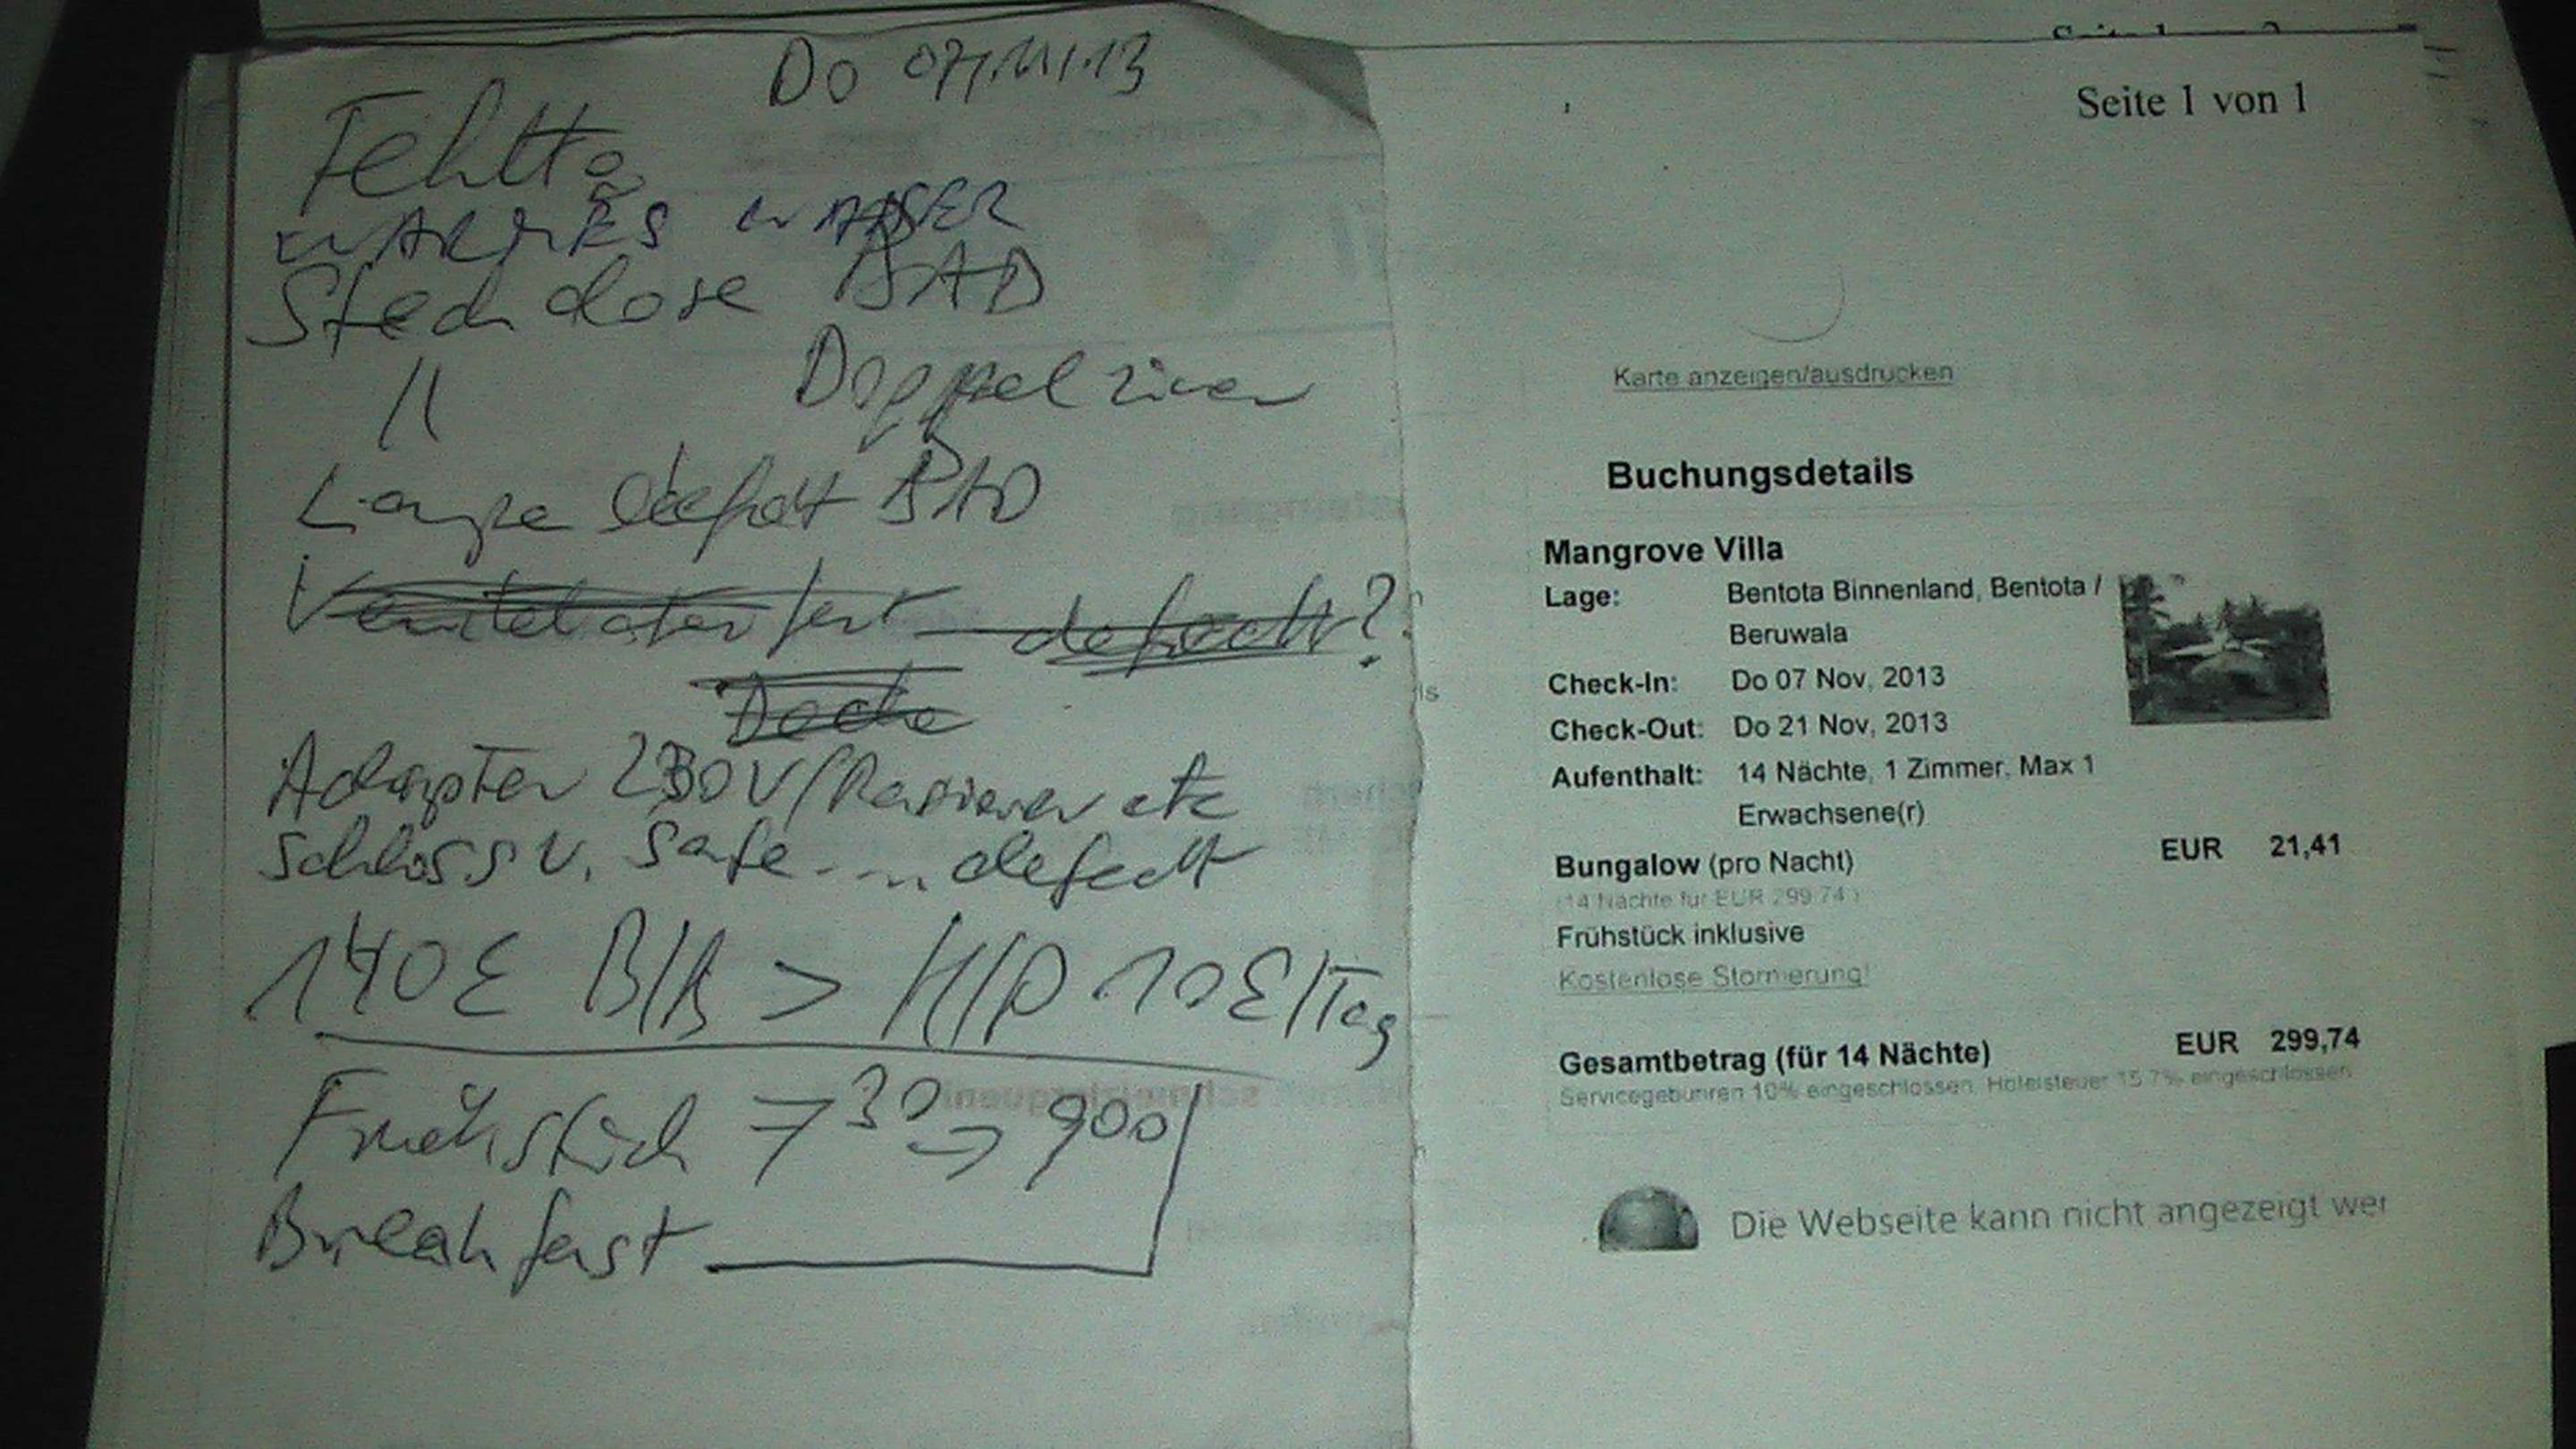 Do 07.11.13
Fehlt
WARMES WASSER
Steckdose BAD
" Doppelzimer
Lampe defekt BAD
Ventelator fest defekt?
Decke
Adapter 230V/Rasierer etc
Schloss v. Safe ... defekt
140€ B/B > H/P 10€/Tag
Frühstück 7³⁰ → 9⁰⁰
Breakfast
Seite 1 von 1
Karte anzeigen/ausdrucken
Buchungsdetails
Mangrove Villa
Lage: Bentota Binnenland, Bentota /
Beruwala
Check-In: Do 07 Nov, 2013
Check-Out: Do 21 Nov, 2013
Aufenthalt: 14 Nächte, 1 Zimmer, Max 1
Erwachsene(r)
Bungalow (pro Nacht) EUR 21,41
(14 Nächte für EUR 299.74 )
Frühstück inklusive
Kostenlose Stornierung!
Gesamtbetrag (für 14 Nächte) EUR 299,74
Servicegebühren 10% eingeschlossen, Hotelsteuer 15.7% eingeschlossen
Die Webseite kann nicht angezeigt wer